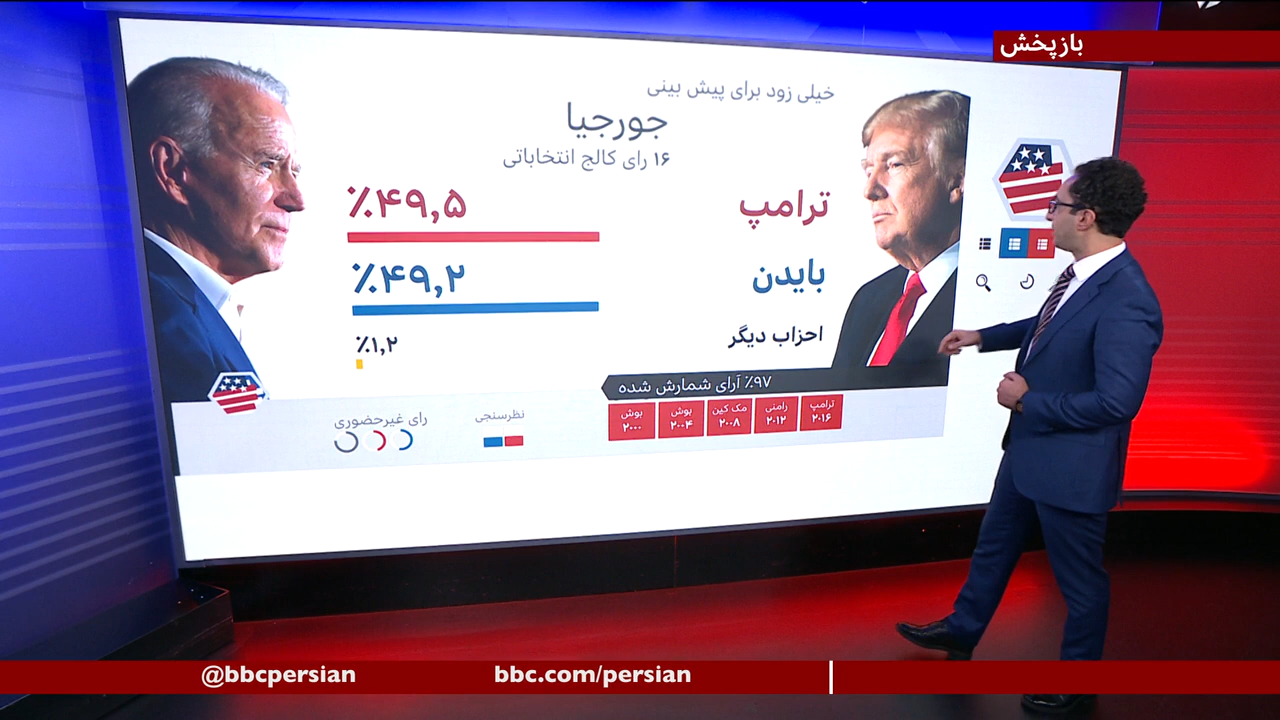 بازپخش
خیلی زود برای پیش بینی
جورجیا
۱۶ رای کالج انتخاباتی
ترامپ ٪۴۹,۵
بایدن ٪۴۹,۲
احزاب دیگر ٪۱,۲
٪۹۷ آرای شمارش شده
ترامپ ۲۰۱۶
رامنی ۲۰۱۲
مک کین ۲۰۰۸
بوش ۲۰۰۴
بوش ۲۰۰۰
نظرسنجی
رای غیرحضوری
@bbcpersian
bbc.com/persian